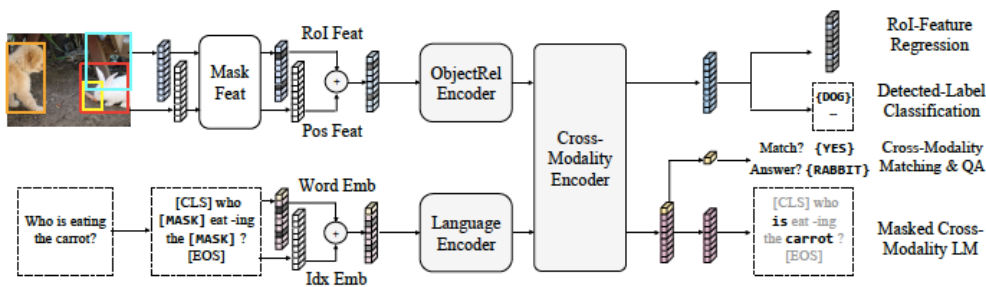 RoI Feat
Mask
Feat
Pos Feat
ObjectRel
Encoder
Cross-
Modality
Encoder
RoI-Feature
Regression
{DOG}
…
Detected-Label
Classification
Match? {YES}
Answer? {RABBIT}
Cross-Modality
Matching & QA
Who is eating
the carrot?
[CLS] who
[MASK] eat -ing
the [MASK] ?
[EOS]
Word Emb
Idx Emb
Language
Encoder
[CLS] who
is eat -ing
the carrot ?
[EOS]
Masked Cross-
Modality LM